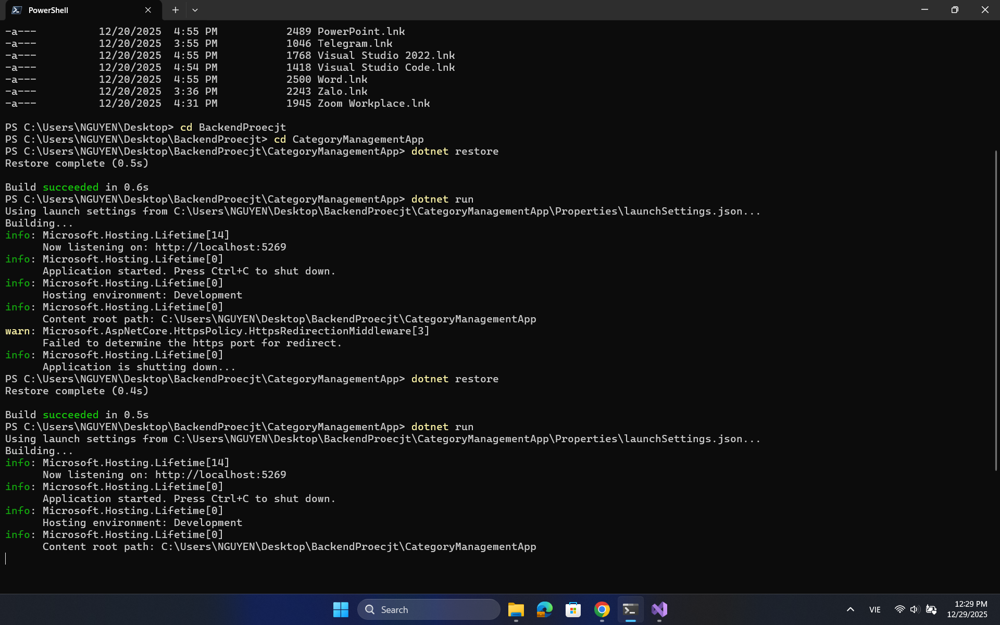 PowerShell
-a---          12/20/2025  4:55 PM           2489 PowerPoint.lnk
-a---          12/20/2025  3:55 PM           1046 Telegram.lnk
-a---          12/20/2025  4:55 PM           1768 Visual Studio 2022.lnk
-a---          12/20/2025  4:54 PM           1418 Visual Studio Code.lnk
-a---          12/20/2025  4:55 PM           2500 Word.lnk
-a---          12/20/2025  3:36 PM           2243 Zalo.lnk
-a---          12/20/2025  4:31 PM           1945 Zoom Workplace.lnk
PS C:\Users\NGUYEN\Desktop> cd BackendProecjt
PS C:\Users\NGUYEN\Desktop\BackendProecjt> cd CategoryManagementApp
PS C:\Users\NGUYEN\Desktop\BackendProecjt\CategoryManagementApp> dotnet restore
Restore complete (0.5s)
Build succeeded in 0.6s
PS C:\Users\NGUYEN\Desktop\BackendProecjt\CategoryManagementApp> dotnet run
Using launch settings from C:\Users\NGUYEN\Desktop\BackendProecjt\CategoryManagementApp\Properties\launchSettings.json...
Building...
info: Microsoft.Hosting.Lifetime[14]
      Now listening on: http://localhost:5269
info: Microsoft.Hosting.Lifetime[0]
      Application started. Press Ctrl+C to shut down.
info: Microsoft.Hosting.Lifetime[0]
      Hosting environment: Development
info: Microsoft.Hosting.Lifetime[0]
      Content root path: C:\Users\NGUYEN\Desktop\BackendProecjt\CategoryManagementApp
warn: Microsoft.AspNetCore.HttpsPolicy.HttpsRedirectionMiddleware[3]
      Failed to determine the https port for redirect.
info: Microsoft.Hosting.Lifetime[0]
      Application is shutting down...
PS C:\Users\NGUYEN\Desktop\BackendProecjt\CategoryManagementApp> dotnet restore
Restore complete (0.4s)
Build succeeded in 0.5s
PS C:\Users\NGUYEN\Desktop\BackendProecjt\CategoryManagementApp> dotnet run
Using launch settings from C:\Users\NGUYEN\Desktop\BackendProecjt\CategoryManagementApp\Properties\launchSettings.json...
Building...
info: Microsoft.Hosting.Lifetime[14]
      Now listening on: http://localhost:5269
info: Microsoft.Hosting.Lifetime[0]
      Application started. Press Ctrl+C to shut down.
info: Microsoft.Hosting.Lifetime[0]
      Hosting environment: Development
info: Microsoft.Hosting.Lifetime[0]
      Content root path: C:\Users\NGUYEN\Desktop\BackendProecjt\CategoryManagementApp
Search
VIE
12:29 PM
12/29/2025